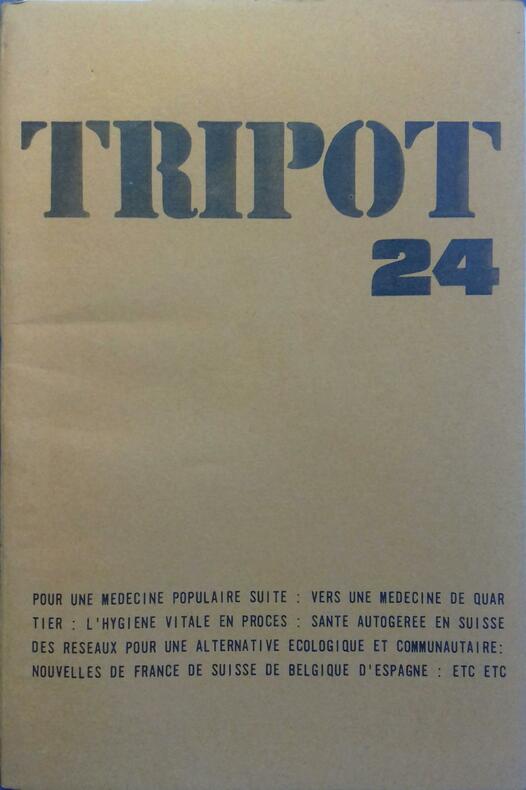 TRIPOT
24
POUR UNE MEDECINE POPULAIRE SUITE : VERS UNE MEDECINE DE QUAR
TIER : L'HYGIENE VITALE EN PROCES : SANTE AUTOGEREE EN SUISSE
DES RESEAUX POUR UNE ALTERNATIVE ECOLOGIQUE ET COMMUNAUTAIRE:
NOUVELLES DE FRANCE DE SUISSE DE BELGIQUE D'ESPAGNE : ETC ETC